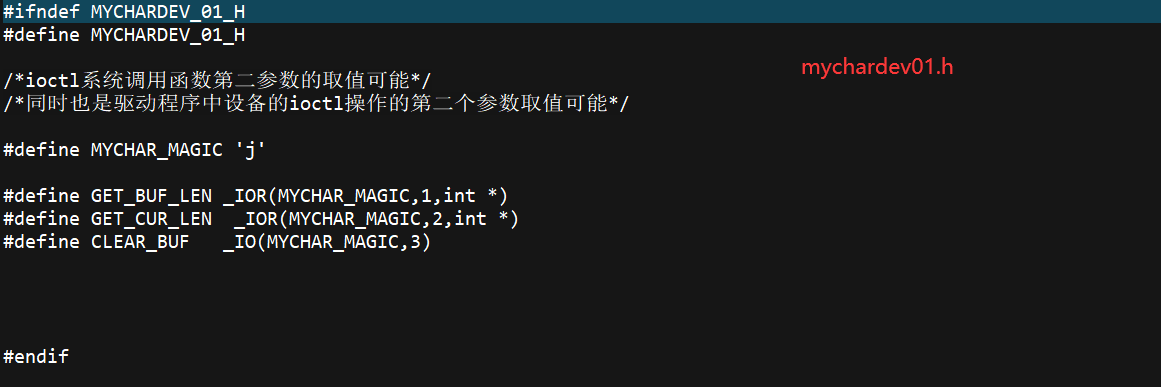 #ifndef MYCHARDEV_01_H
#define MYCHARDEV_01_H
/*ioctl系统调用函数第二参数的取值可能*/
mychardev01.h
/*同时也是驱动程序中设备的ioctl操作的第二个参数取值可能*/
#define MYCHAR_MAGIC 'j'
#define GET_BUF_LEN _IOR(MYCHAR_MAGIC,1,int *)
#define GET_CUR_LEN  _IOR(MYCHAR_MAGIC,2,int *)
#define CLEAR_BUF   _IO(MYCHAR_MAGIC,3)
#endif